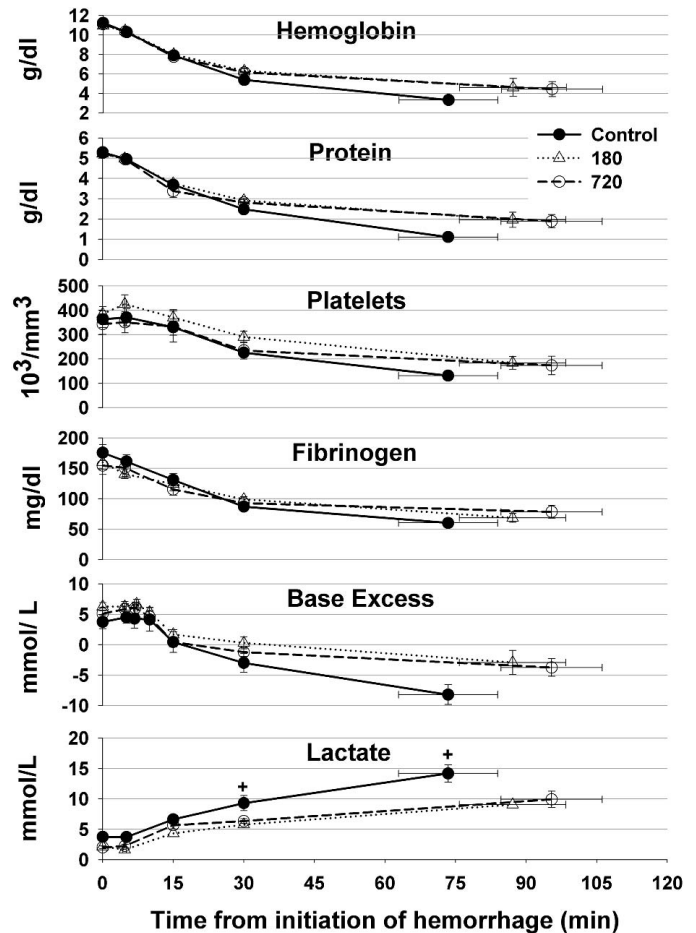 Hemoglobin
g/dl
12
10
8
6
4
2
Protein
g/dl
6
5
4
3
2
1
0
Control
180
720
Platelets
10³/mm³
500
400
300
200
100
0
Fibrinogen
mg/dl
200
150
100
50
0
Base Excess
mmol/ L
10
5
0
-5
-10
Lactate
mmol/L
20
15
10
5
0
+
+
0 15 30 45 60 75 90 105 120
Time from initiation of hemorrhage (min)